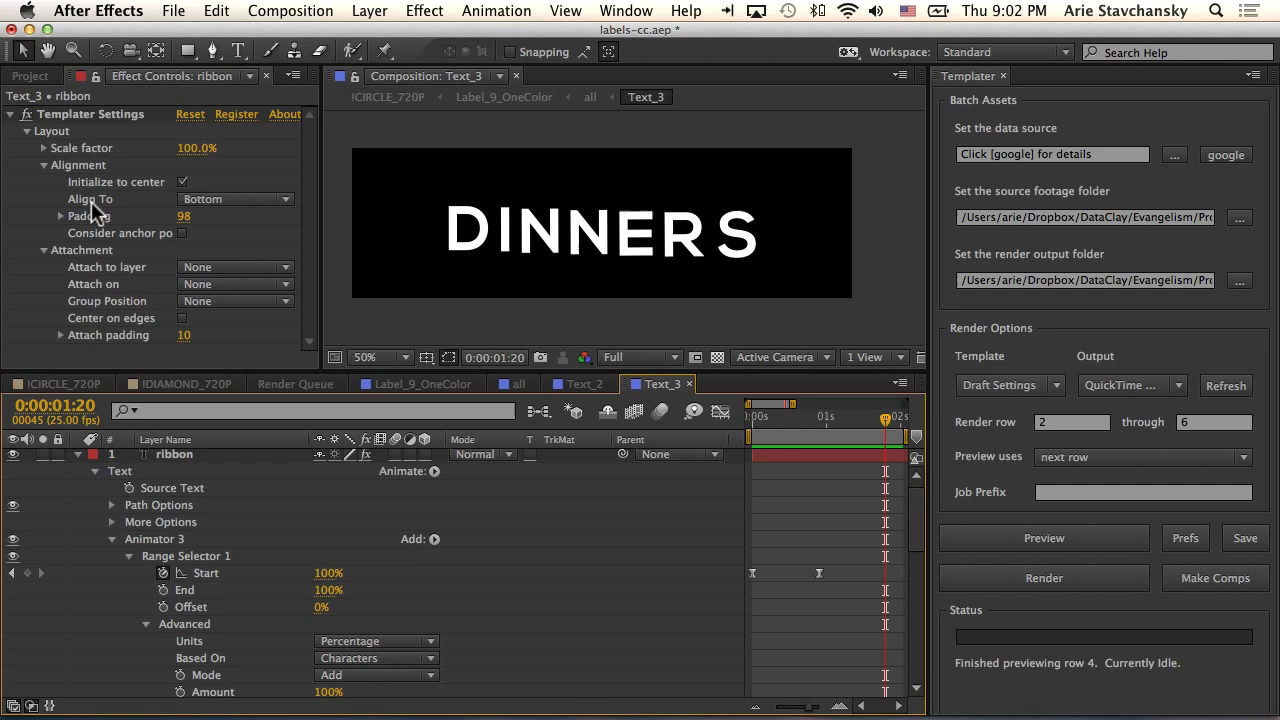 After Effects File Edit Composition Layer Effect Animation View Window Help Thu 9:02 PM Arie Stavchansky
labels-cc.aep *
Snapping Workspace: Standard Search Help
Project Effect Controls: ribbon Composition: Text_3 Templater
Text_3 • ribbon
!CIRCLE_720P Label_9_OneColor all Text_3
Templater Settings Reset Register About
Layout
Scale factor 100.0%
Alignment
Initialize to center
Align To Bottom
Padding 98
Consider anchor po
Attachment
Attach to layer None
Attach on None
Group Position None
Center on edges
Attach padding 10
DINNERS
50% 0:00:01:20 Full Active Camera 1 View
Batch Assets
Set the data source
Click [google] for details ... google
Set the source footage folder
/Users/arie/Dropbox/DataClay/Evangelism/Pro ...
Set the render output folder
/Users/arie/Dropbox/DataClay/Evangelism/Pro ...
Render Options
Template Output
Draft Settings QuickTime ... Refresh
Render row 2 through 6
Preview uses next row
Job Prefix
Preview Prefs Save
Render Make Comps
Status
Finished previewing row 4. Currently Idle.
!CIRCLE_720P !DIAMOND_720P Render Queue Label_9_OneColor all Text_2 Text_3
0:00:01:20
00045 (25.00 fps)
:00s 01s 02s
# Layer Name Mode T TrkMat Parent
1 T ribbon Normal None
Text Animate:
Source Text
Path Options
More Options
Animator 3 Add:
Range Selector 1
Start 100%
End 100%
Offset 0%
Advanced
Units Percentage
Based On Characters
Mode Add
Amount 100%